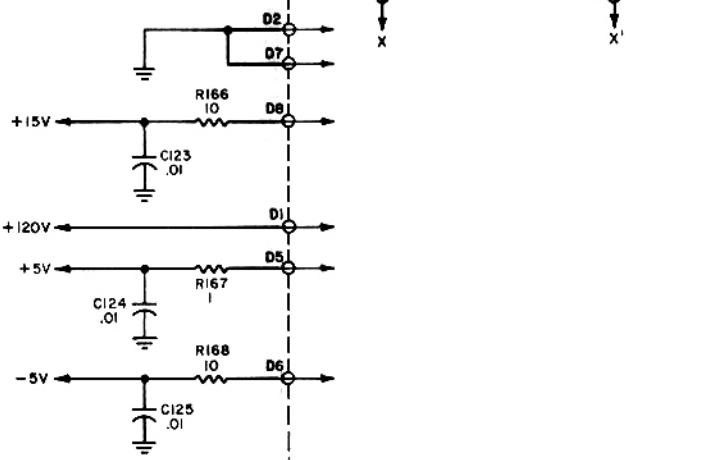 D2
X
X'
D7
R166
10
D8
+15V
C123
.01
D1
+120V
D5
+5V
R167
1
C124
.01
R168
10
D6
-5V
C125
.01